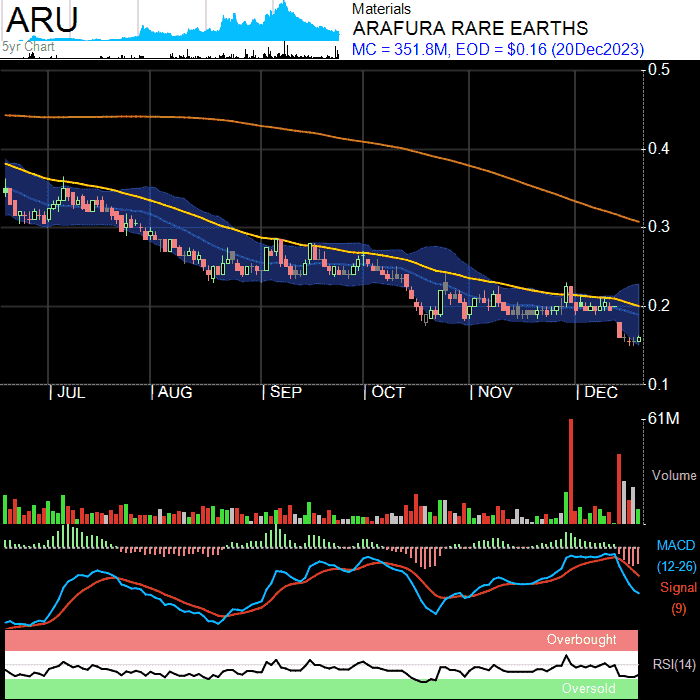 ARU
5yr Chart
Materials
ARAFURA RARE EARTHS
MC = 351.8M, EOD = $0.16 (20Dec2023)
0.5
0.4
0.3
0.2
0.1
JUL
AUG
SEP
OCT
NOV
DEC
61M
Volume
MACD
(12-26)
Signal
(9)
Overbought
RSI(14)
Oversold